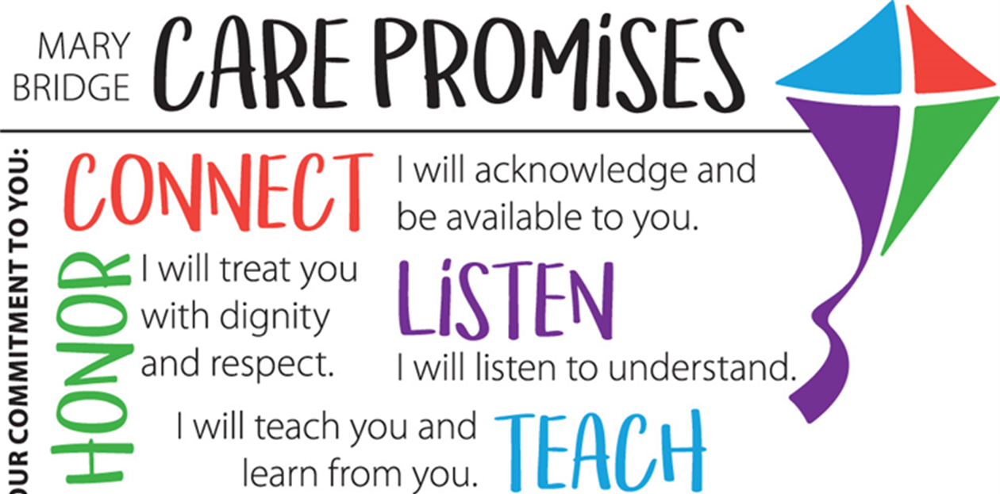 MARY
BRIDGE
CARE PROMiSES
OUR COMMITMENT TO YOU:
CONNECT
I will acknowledge and
be available to you.
HONOR
I will treat you
with dignity
and respect.
LiSTEN
I will listen to understand.
I will teach you and
learn from you.
TEACH